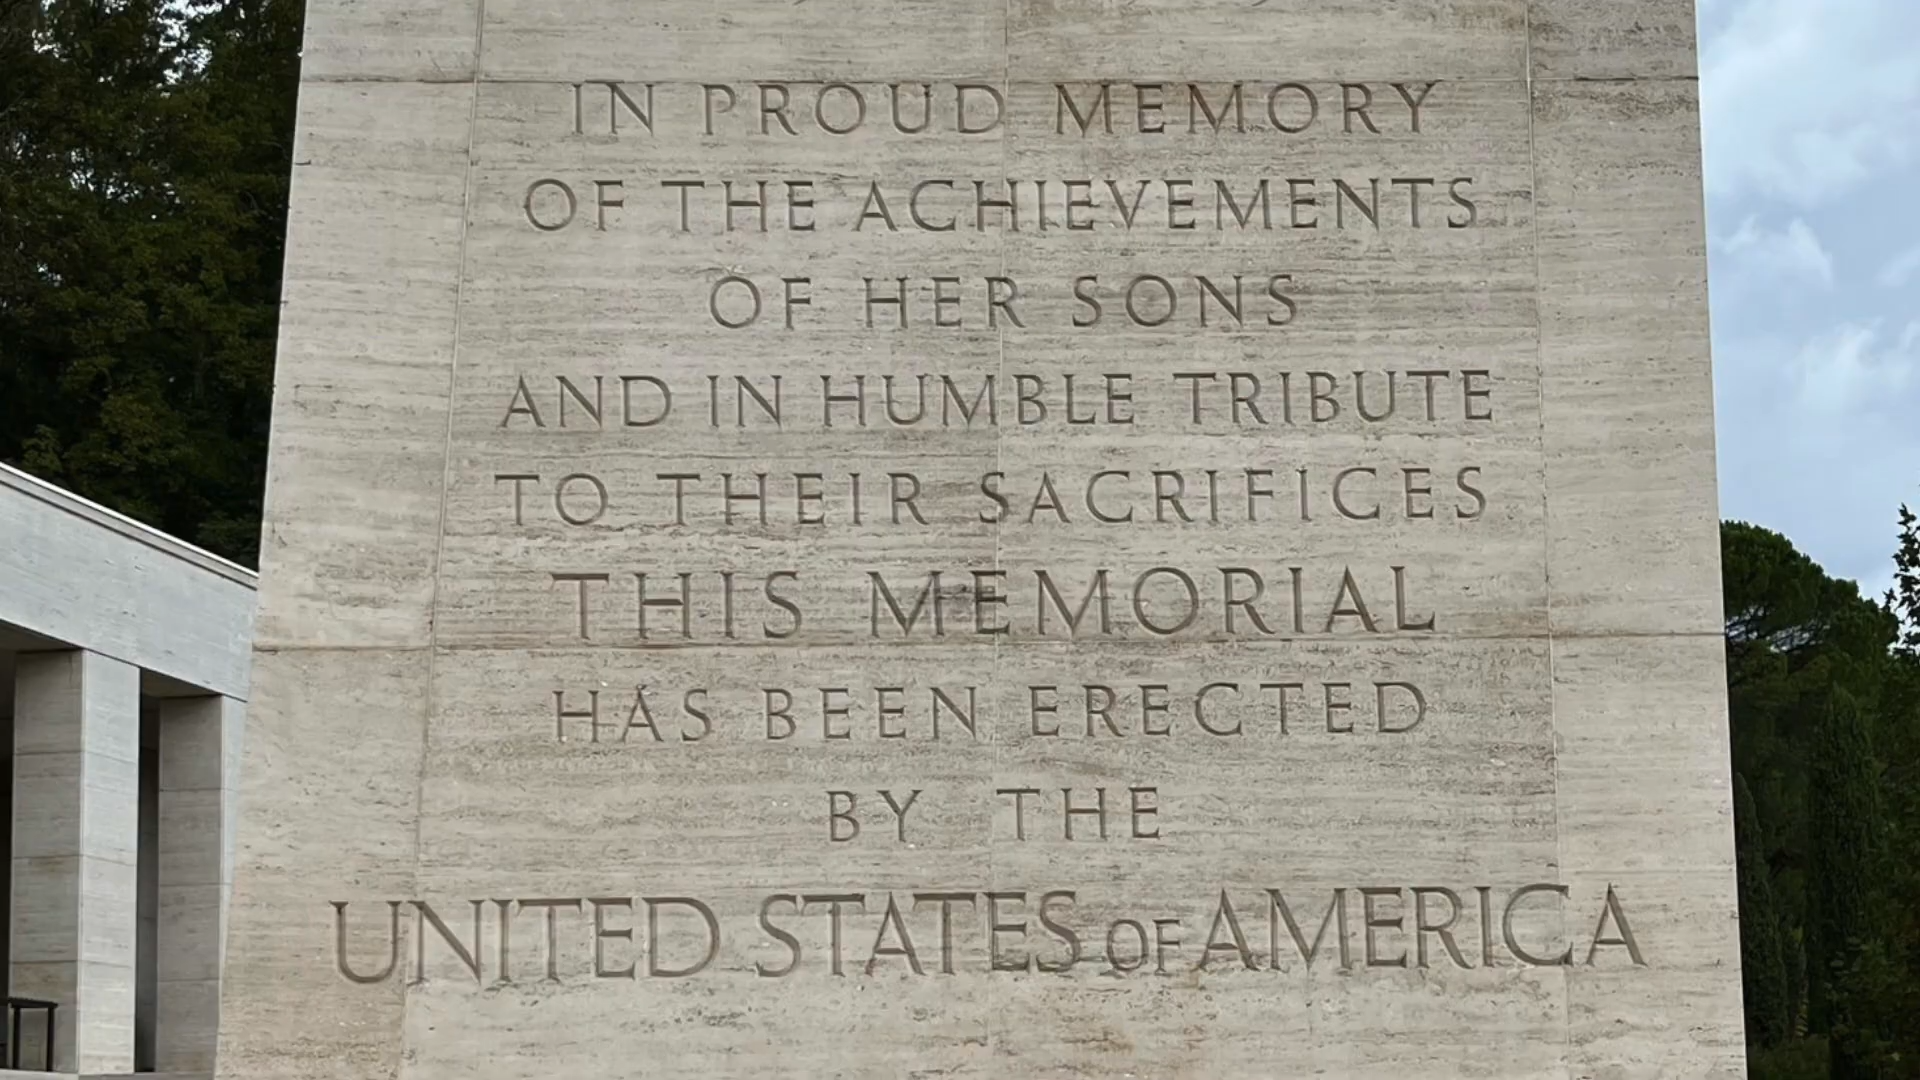 IN PROUD MEMORY
OF THE ACHIEVEMENTS
OF HER SONS
AND IN HUMBLE TRIBUTE
TO THEIR SACRIFICES
THIS MEMORIAL
HAS BEEN ERECTED
BY THE
UNITED STATES OF AMERICA